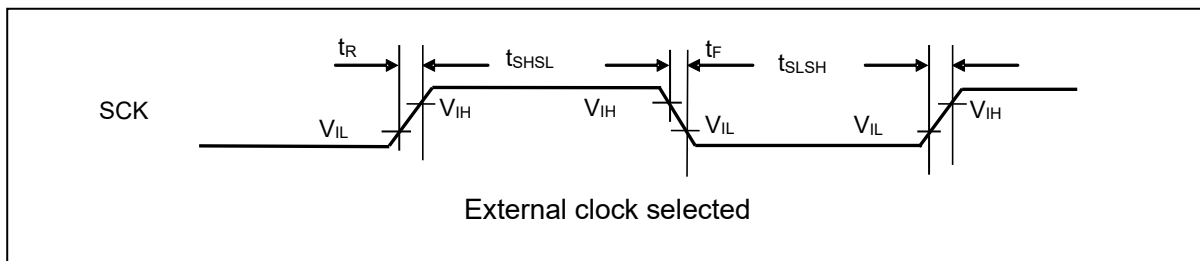 tR tSHSL tF tSLSH
SCK
VIL VIH VIH VIL VIL VIH
External clock selected